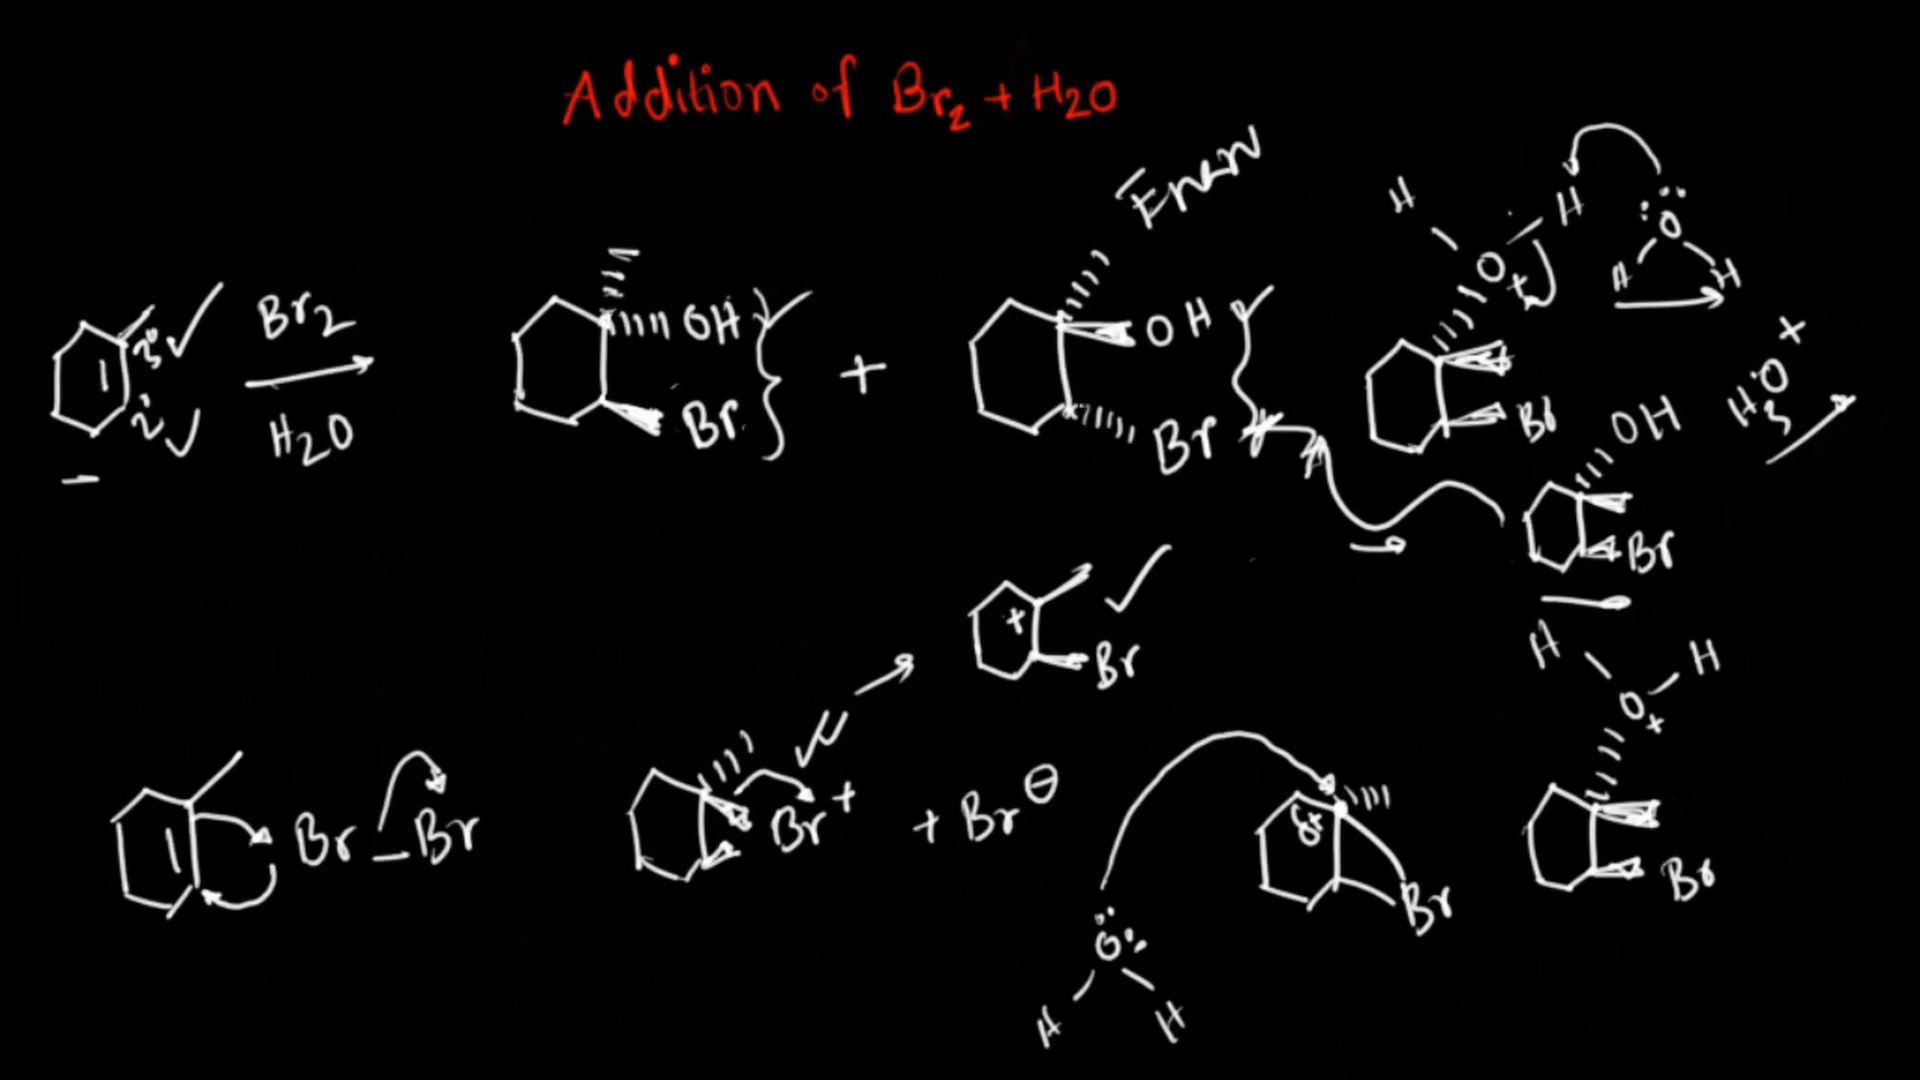 Addition of Br2 + H2O
Enan
H
H
O
+
O
H
H
3°
2°
Br2
H2O
OH
Br
+
OH
Br
Br
H3O+
OH
Br
+
Br
H
H
O
+
Br
Br - Br
Br+
+ Br⊖
δ+
Br
O
H
H